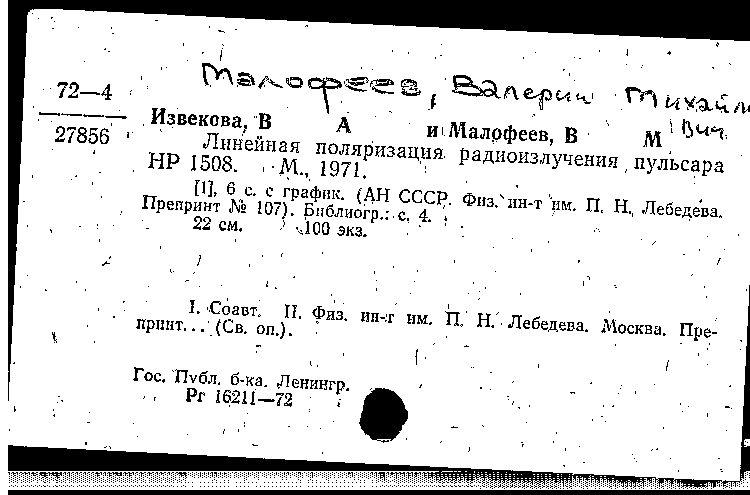 Малофеев, Валерий Михайло
вич
72—4
27856
Извекова, В А и Малофеев, В М
Линейная поляризация радиоизлучения пульсара
НР 1508. М., 1971.
[1], 6 с. с график. (АН СССР. Физ. ин-т им. П. Н. Лебедева.
Препринт № 107). Библиогр.: с. 4.
22 см. 100 экз.
I. Соавт. II. Физ. ин-т им. П. Н. Лебедева. Москва. Пре-
принт... (Св. оп.).
Гос. Публ. б-ка. Ленингр.
Рг 16211—72